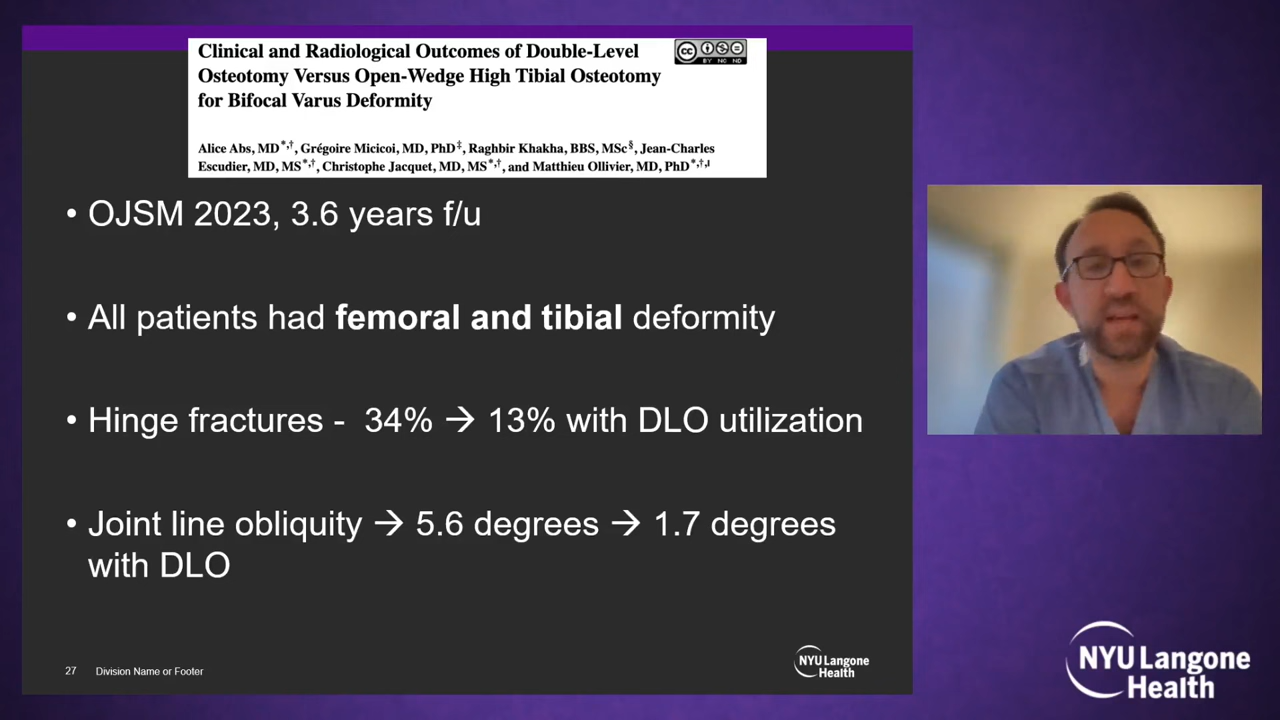 Clinical and Radiological Outcomes of Double-Level
Osteotomy Versus Open-Wedge High Tibial Osteotomy
for Bifocal Varus Deformity
CC BY NC ND
Alice Abs, MD*,†, Grégoire Micicoi, MD, PhD‡, Raghbir Khakha, BBS, MSc§, Jean-Charles
Escudier, MD, MS*,†, Christophe Jacquet, MD, MS*,†, and Matthieu Ollivier, MD, PhD*,†,
• OJSM 2023, 3.6 years f/u
• All patients had femoral and tibial deformity
• Hinge fractures - 34% → 13% with DLO utilization
• Joint line obliquity → 5.6 degrees → 1.7 degrees
with DLO
27 Division Name or Footer
NYU Langone
Health
NYU Langone
Health